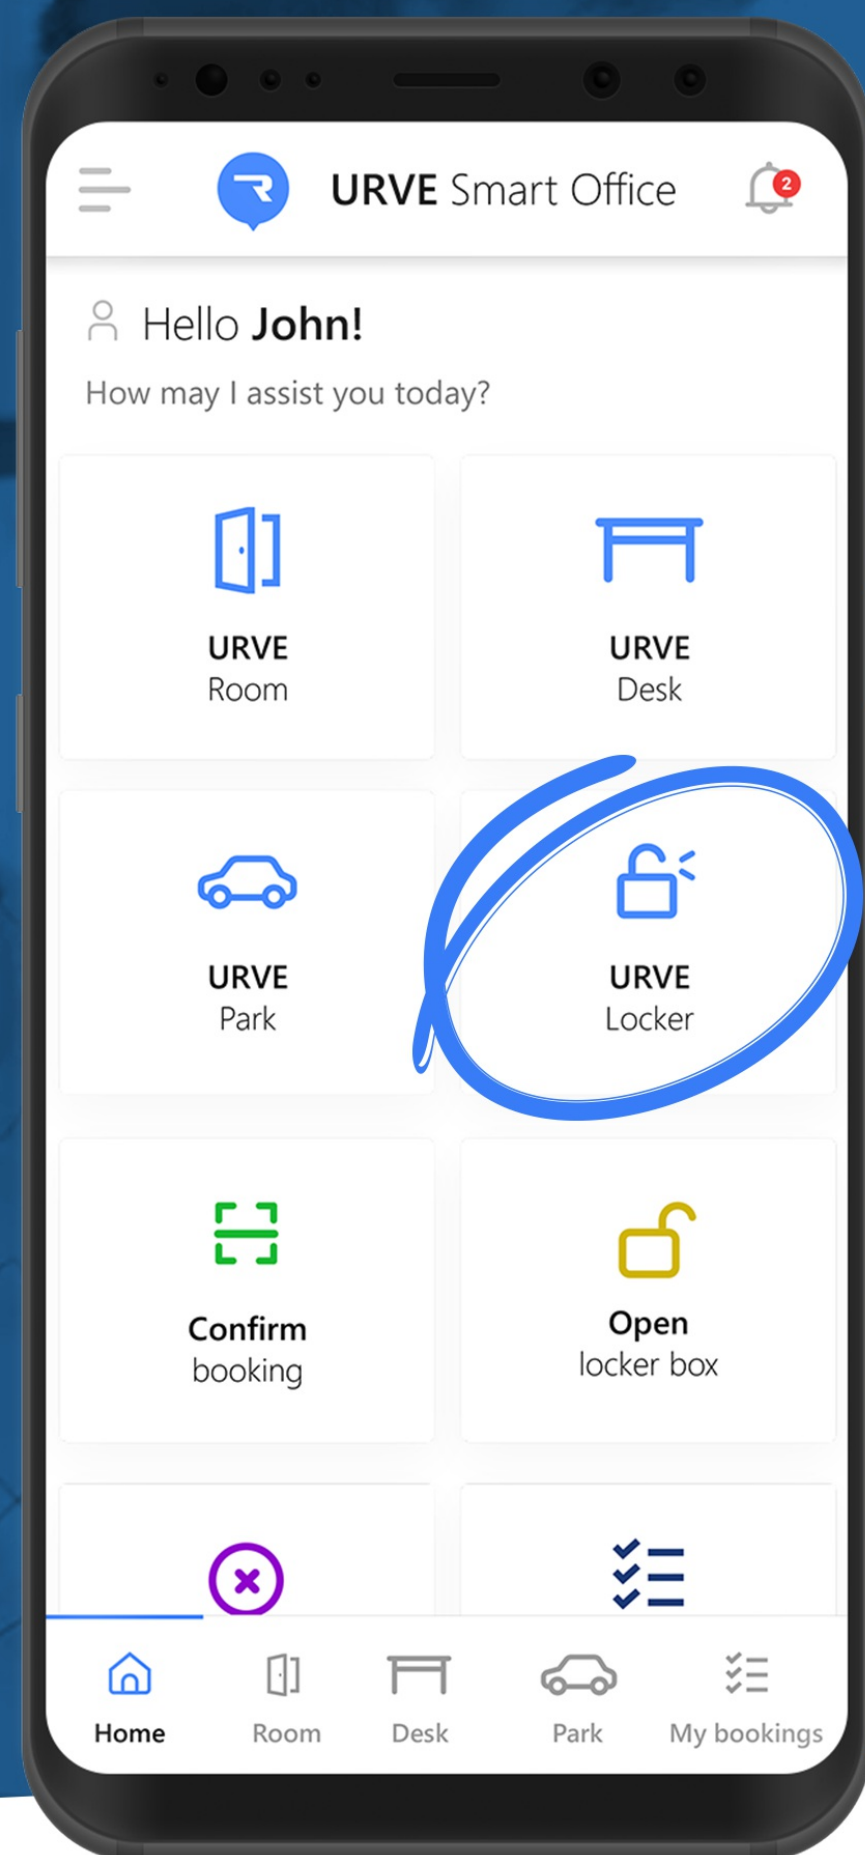 URVE Smart Office
2
Hello John!
How may I assist you today?
URVE
Room
URVE
Desk
URVE
Park
URVE
Locker
Confirm
booking
Open
locker box
Home
Room
Desk
Park
My bookings